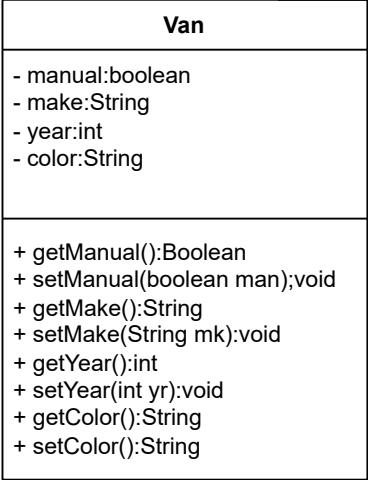 Van
- manual:boolean
- make:String
- year:int
- color:String
+ getManual():Boolean
+ setManual(boolean man);void
+ getMake():String
+ setMake(String mk):void
+ getYear():int
+ setYear(int yr):void
+ getColor():String
+ setColor():String